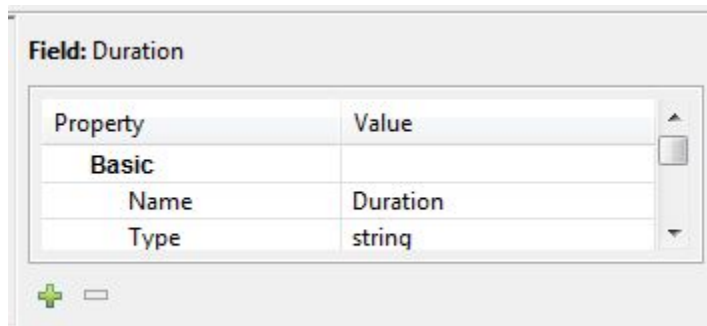 Field: Duration
Property Value
Basic
Name Duration
Type string